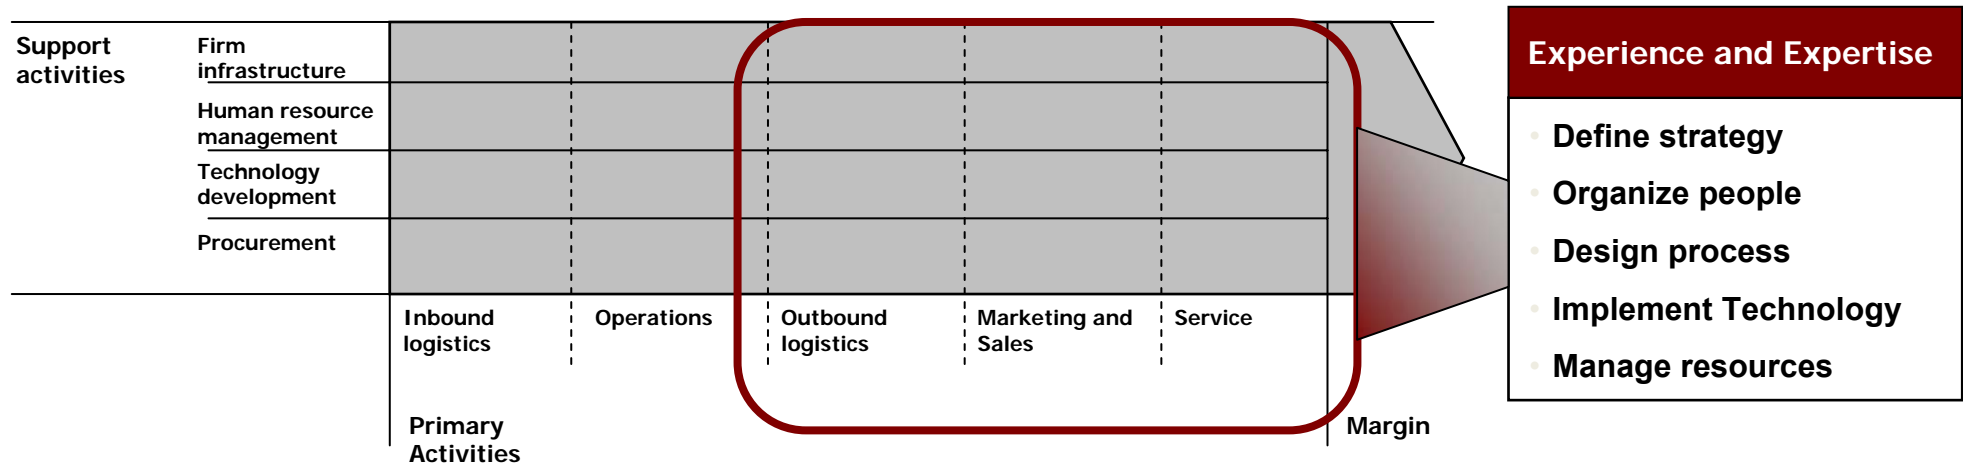 Support
activities
Firm
infrastructure
Human resource
management
Technology
development
Procurement
Inbound
logistics
Operations
Outbound
logistics
Marketing and
Sales
Service
Primary
Activities
Margin
Experience and Expertise
• Define strategy
• Organize people
• Design process
• Implement Technology
• Manage resources